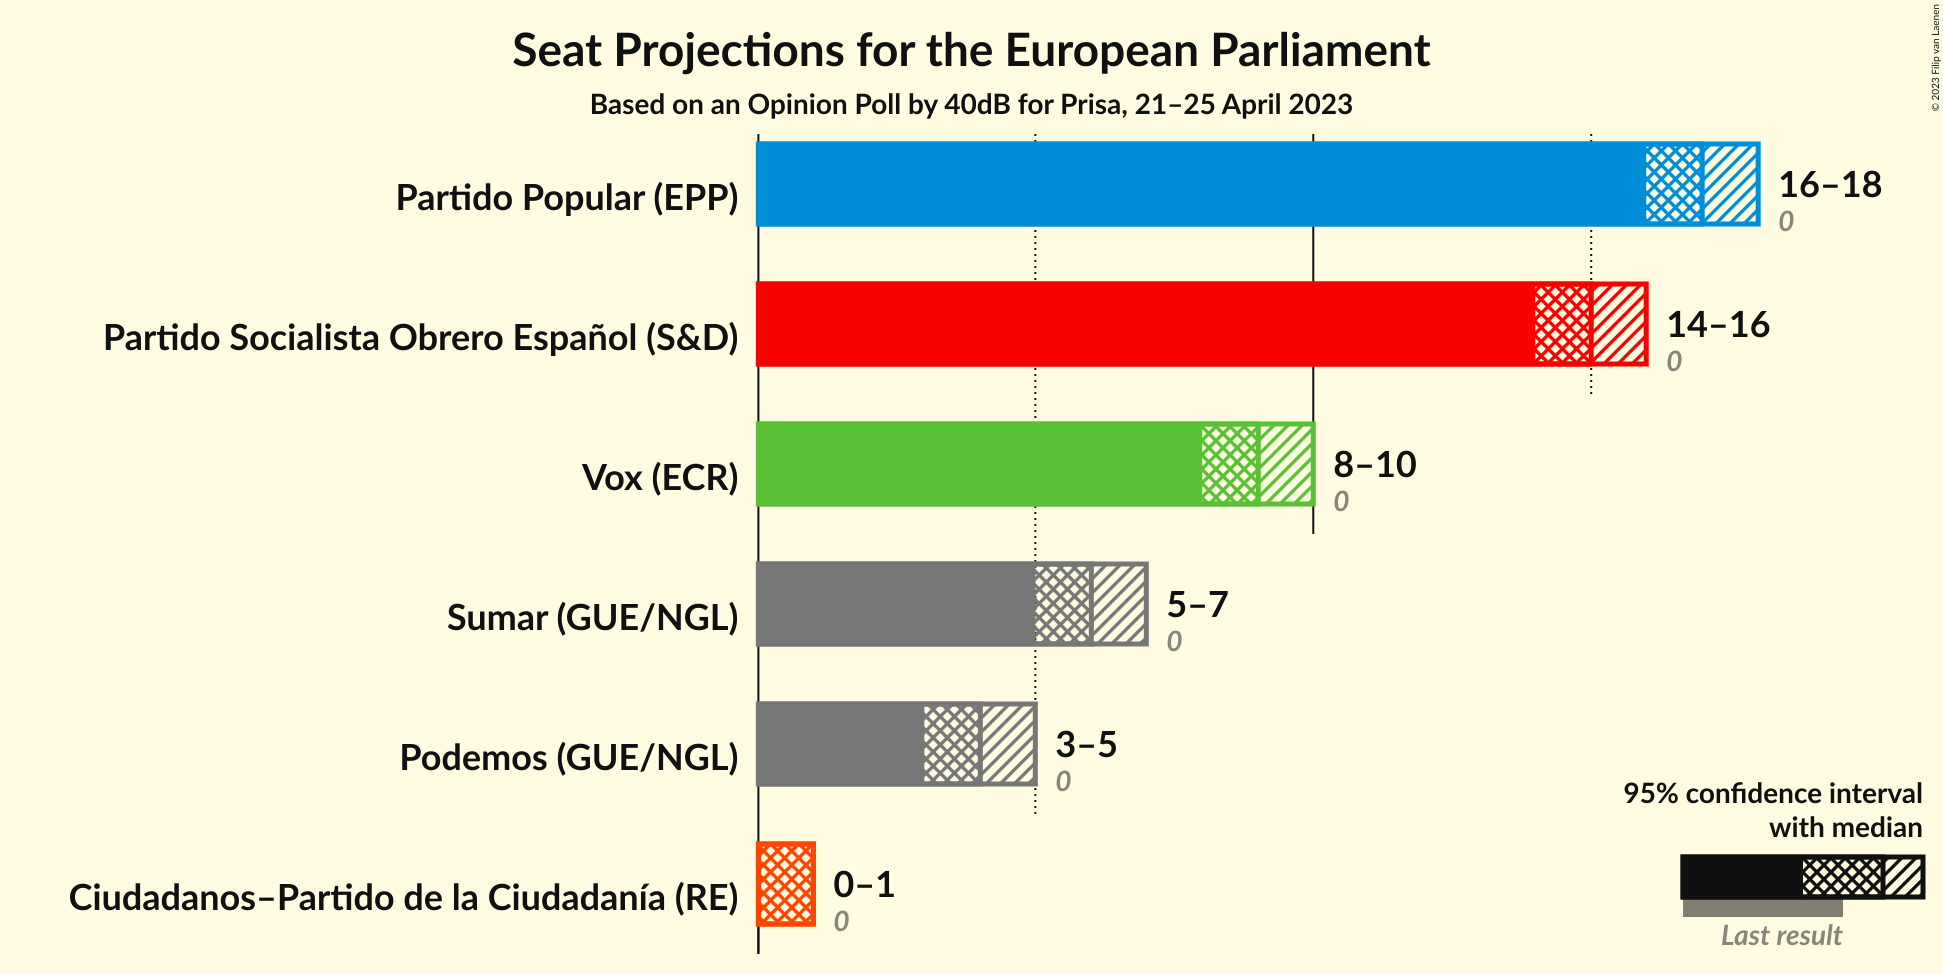 Seat Projections for the European Parliament
Based on an Opinion Poll by 40dB for Prisa, 21–25 April 2023
© 2023 Filip van Laenen
Partido Popular (EPP)
16–18
0
Partido Socialista Obrero Español (S&D)
14–16
0
Vox (ECR)
8–10
0
Sumar (GUE/NGL)
5–7
0
Podemos (GUE/NGL)
3–5
0
Ciudadanos–Partido de la Ciudadanía (RE)
0–1
0
95% confidence interval
with median
Last result